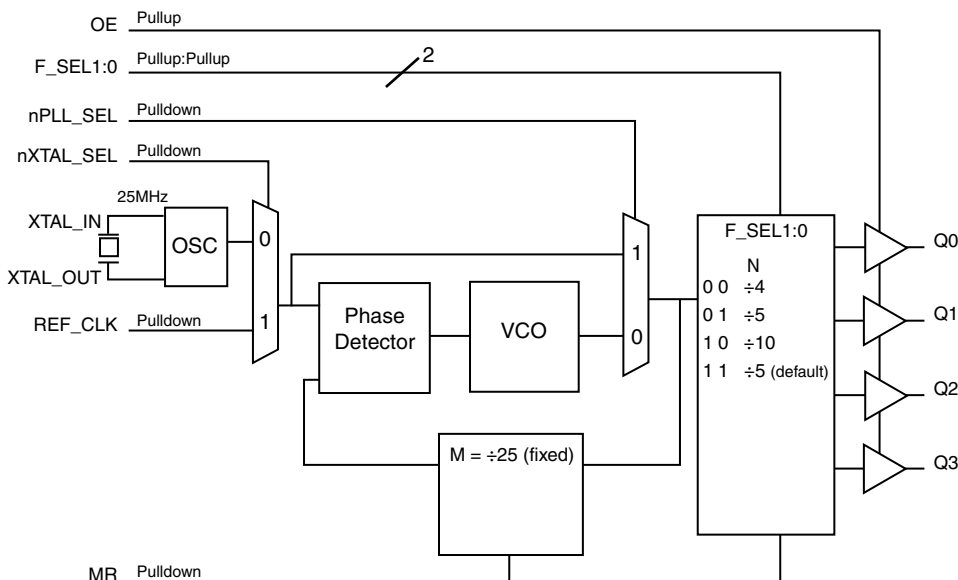 OE Pullup
F_SEL1:0 Pullup:Pullup 2
nPLL_SEL Pulldown
nXTAL_SEL Pulldown
25MHz
XTAL_IN
OSC
XTAL_OUT
REF_CLK Pulldown
0
1
Phase
Detector
VCO
1
0
M = ÷25 (fixed)
F_SEL1:0
N
0 0 ÷4
0 1 ÷5
1 0 ÷10
1 1 ÷5 (default)
Q0
Q1
Q2
Q3
MR Pulldown